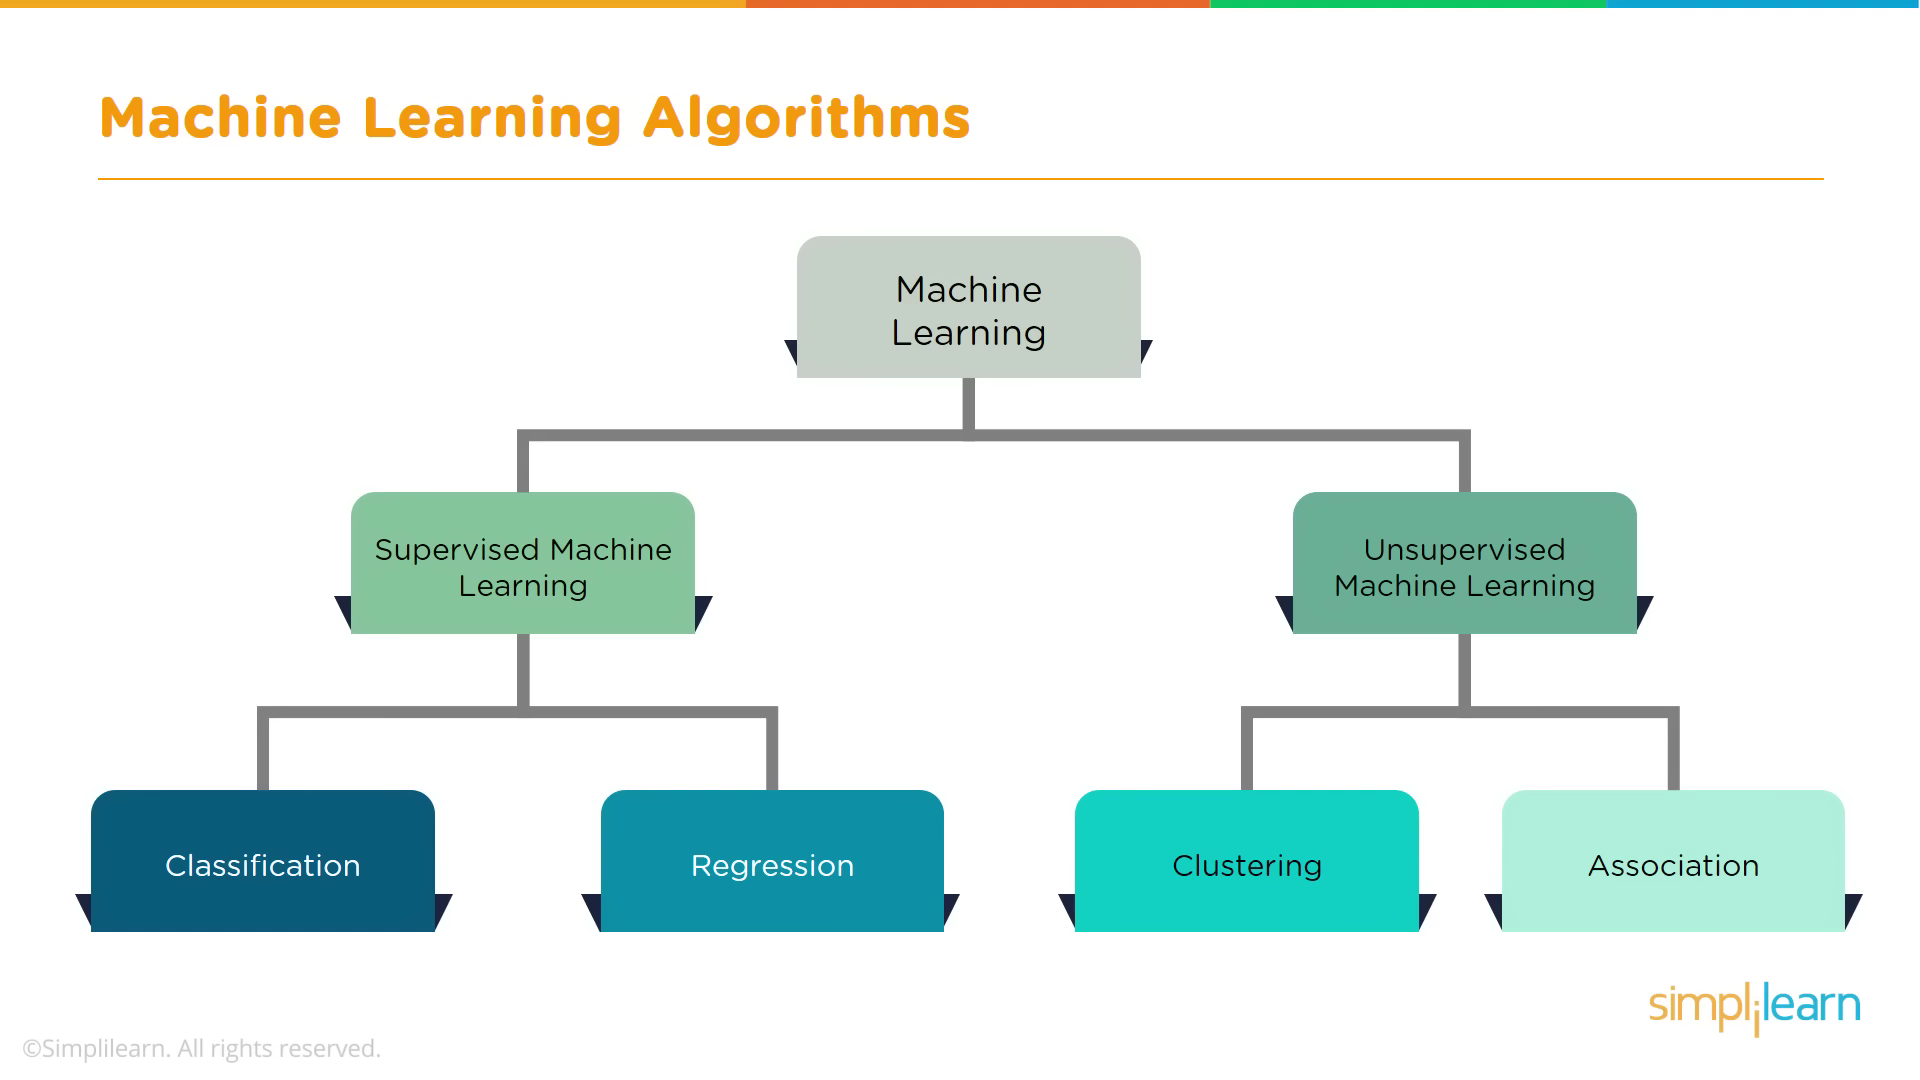 Machine Learning Algorithms
Machine
Learning
Supervised Machine
Learning
Unsupervised
Machine Learning
Classification
Regression
Clustering
Association
simplilearn
©Simplilearn. All rights reserved.